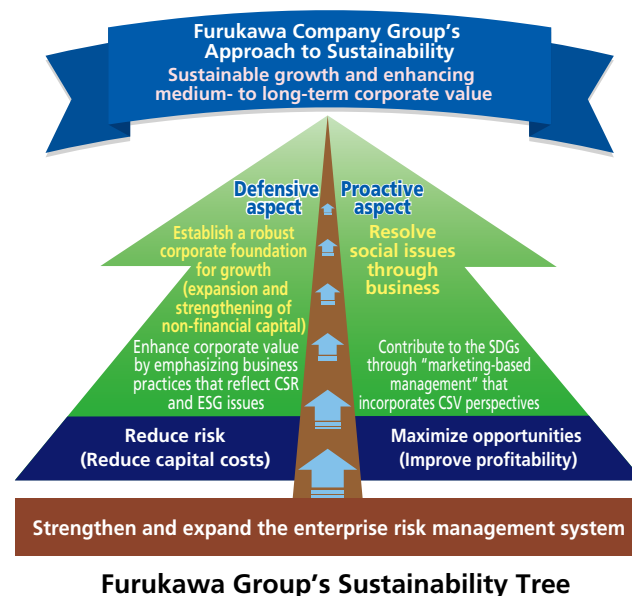 Furukawa Company Group's
Approach to Sustainability
Sustainable growth and enhancing
medium- to long-term corporate value
Defensive
aspect
Establish a robust
corporate foundation
for growth
(expansion and
strengthening of
non-financial capital)
Enhance corporate value
by emphasizing business
practices that reflect CSR
and ESG issues
Proactive
aspect
Resolve
social issues
through
business
Contribute to the SDGs
through "marketing-based
management" that
incorporates CSV perspectives
Reduce risk
(Reduce capital costs)
Maximize opportunities
(Improve profitability)
Strengthen and expand the enterprise risk management system
Furukawa Group's Sustainability Tree